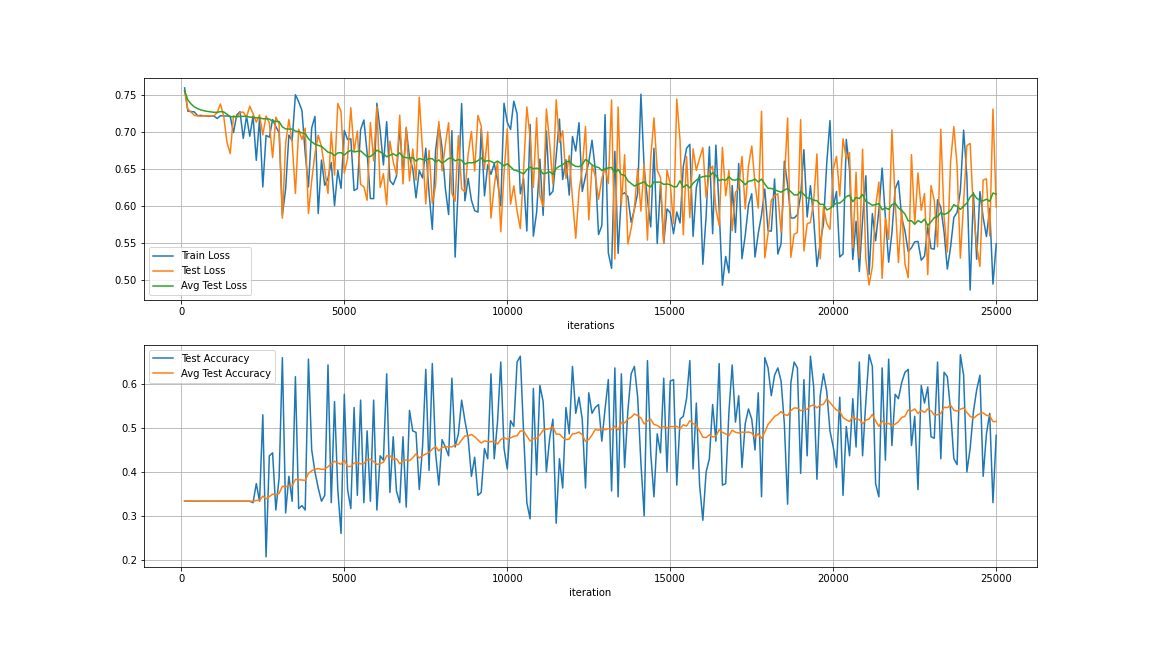 0.75
0.70
0.65
0.60
0.55
0.50
Train Loss
Test Loss
Avg Test Loss
0 5000 10000 15000 20000 25000
iterations
Test Accuracy
Avg Test Accuracy
0.6
0.5
0.4
0.3
0.2
0 5000 10000 15000 20000 25000
iteration